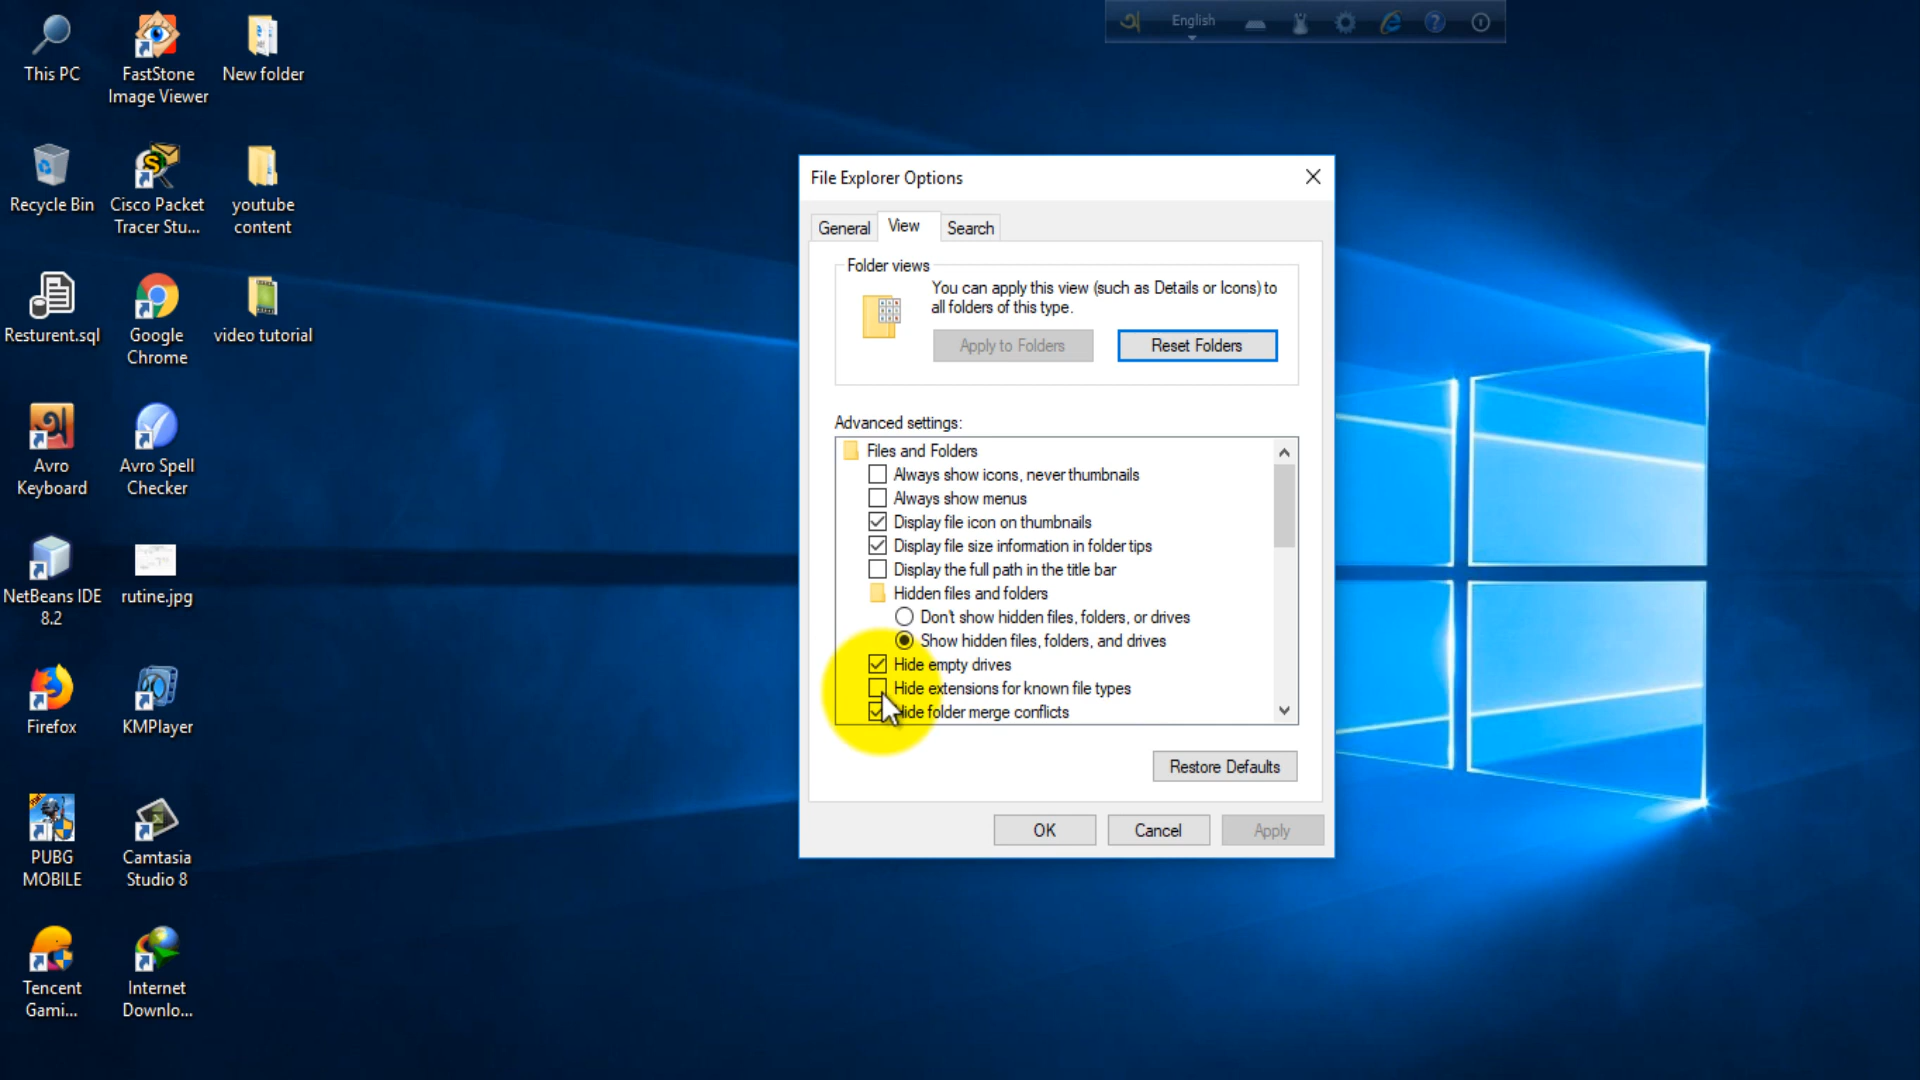 This PC
FastStone
Image Viewer
New folder
Recycle Bin
Cisco Packet
Tracer Stu...
youtube
content
Resturent.sql
Google
Chrome
video tutorial
Avro
Keyboard
Avro Spell
Checker
NetBeans IDE
8.2
rutine.jpg
Firefox
KMPlayer
PUBG
MOBILE
Camtasia
Studio 8
Tencent
Gami...
Internet
Downlo...
English
File Explorer Options
General
View
Search
Folder views
You can apply this view (such as Details or Icons) to
all folders of this type.
Apply to Folders
Reset Folders
Advanced settings:
Files and Folders
Always show icons, never thumbnails
Always show menus
Display file icon on thumbnails
Display file size information in folder tips
Display the full path in the title bar
Hidden files and folders
Don't show hidden files, folders, or drives
Show hidden files, folders, and drives
Hide empty drives
Hide extensions for known file types
Hide folder merge conflicts
Restore Defaults
OK
Cancel
Apply